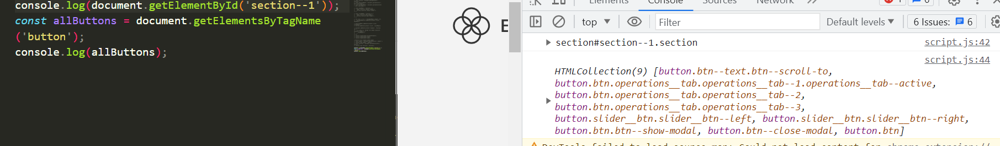 console.log(document.getElementById('section--1'));
const allButtons = document.getElementsByTagName
('button');
console.log(allButtons);
Elements Console Sources Network
top Filter Default levels 6 Issues: 6
section#section--1.section script.js:42
script.js:44
HTMLCollection(9) [button.btn--text.btn--scroll-to,
button.btn.operations__tab.operations__tab--1.operations__tab--active,
button.btn.operations__tab.operations__tab--2,
button.btn.operations__tab.operations__tab--3,
button.slider__btn.slider__btn--left, button.slider__btn.slider__btn--right,
button.btn.btn--show-modal, button.btn--close-modal, button.btn]
DevTools failed to load source map: Could not load content for chrome-extension://